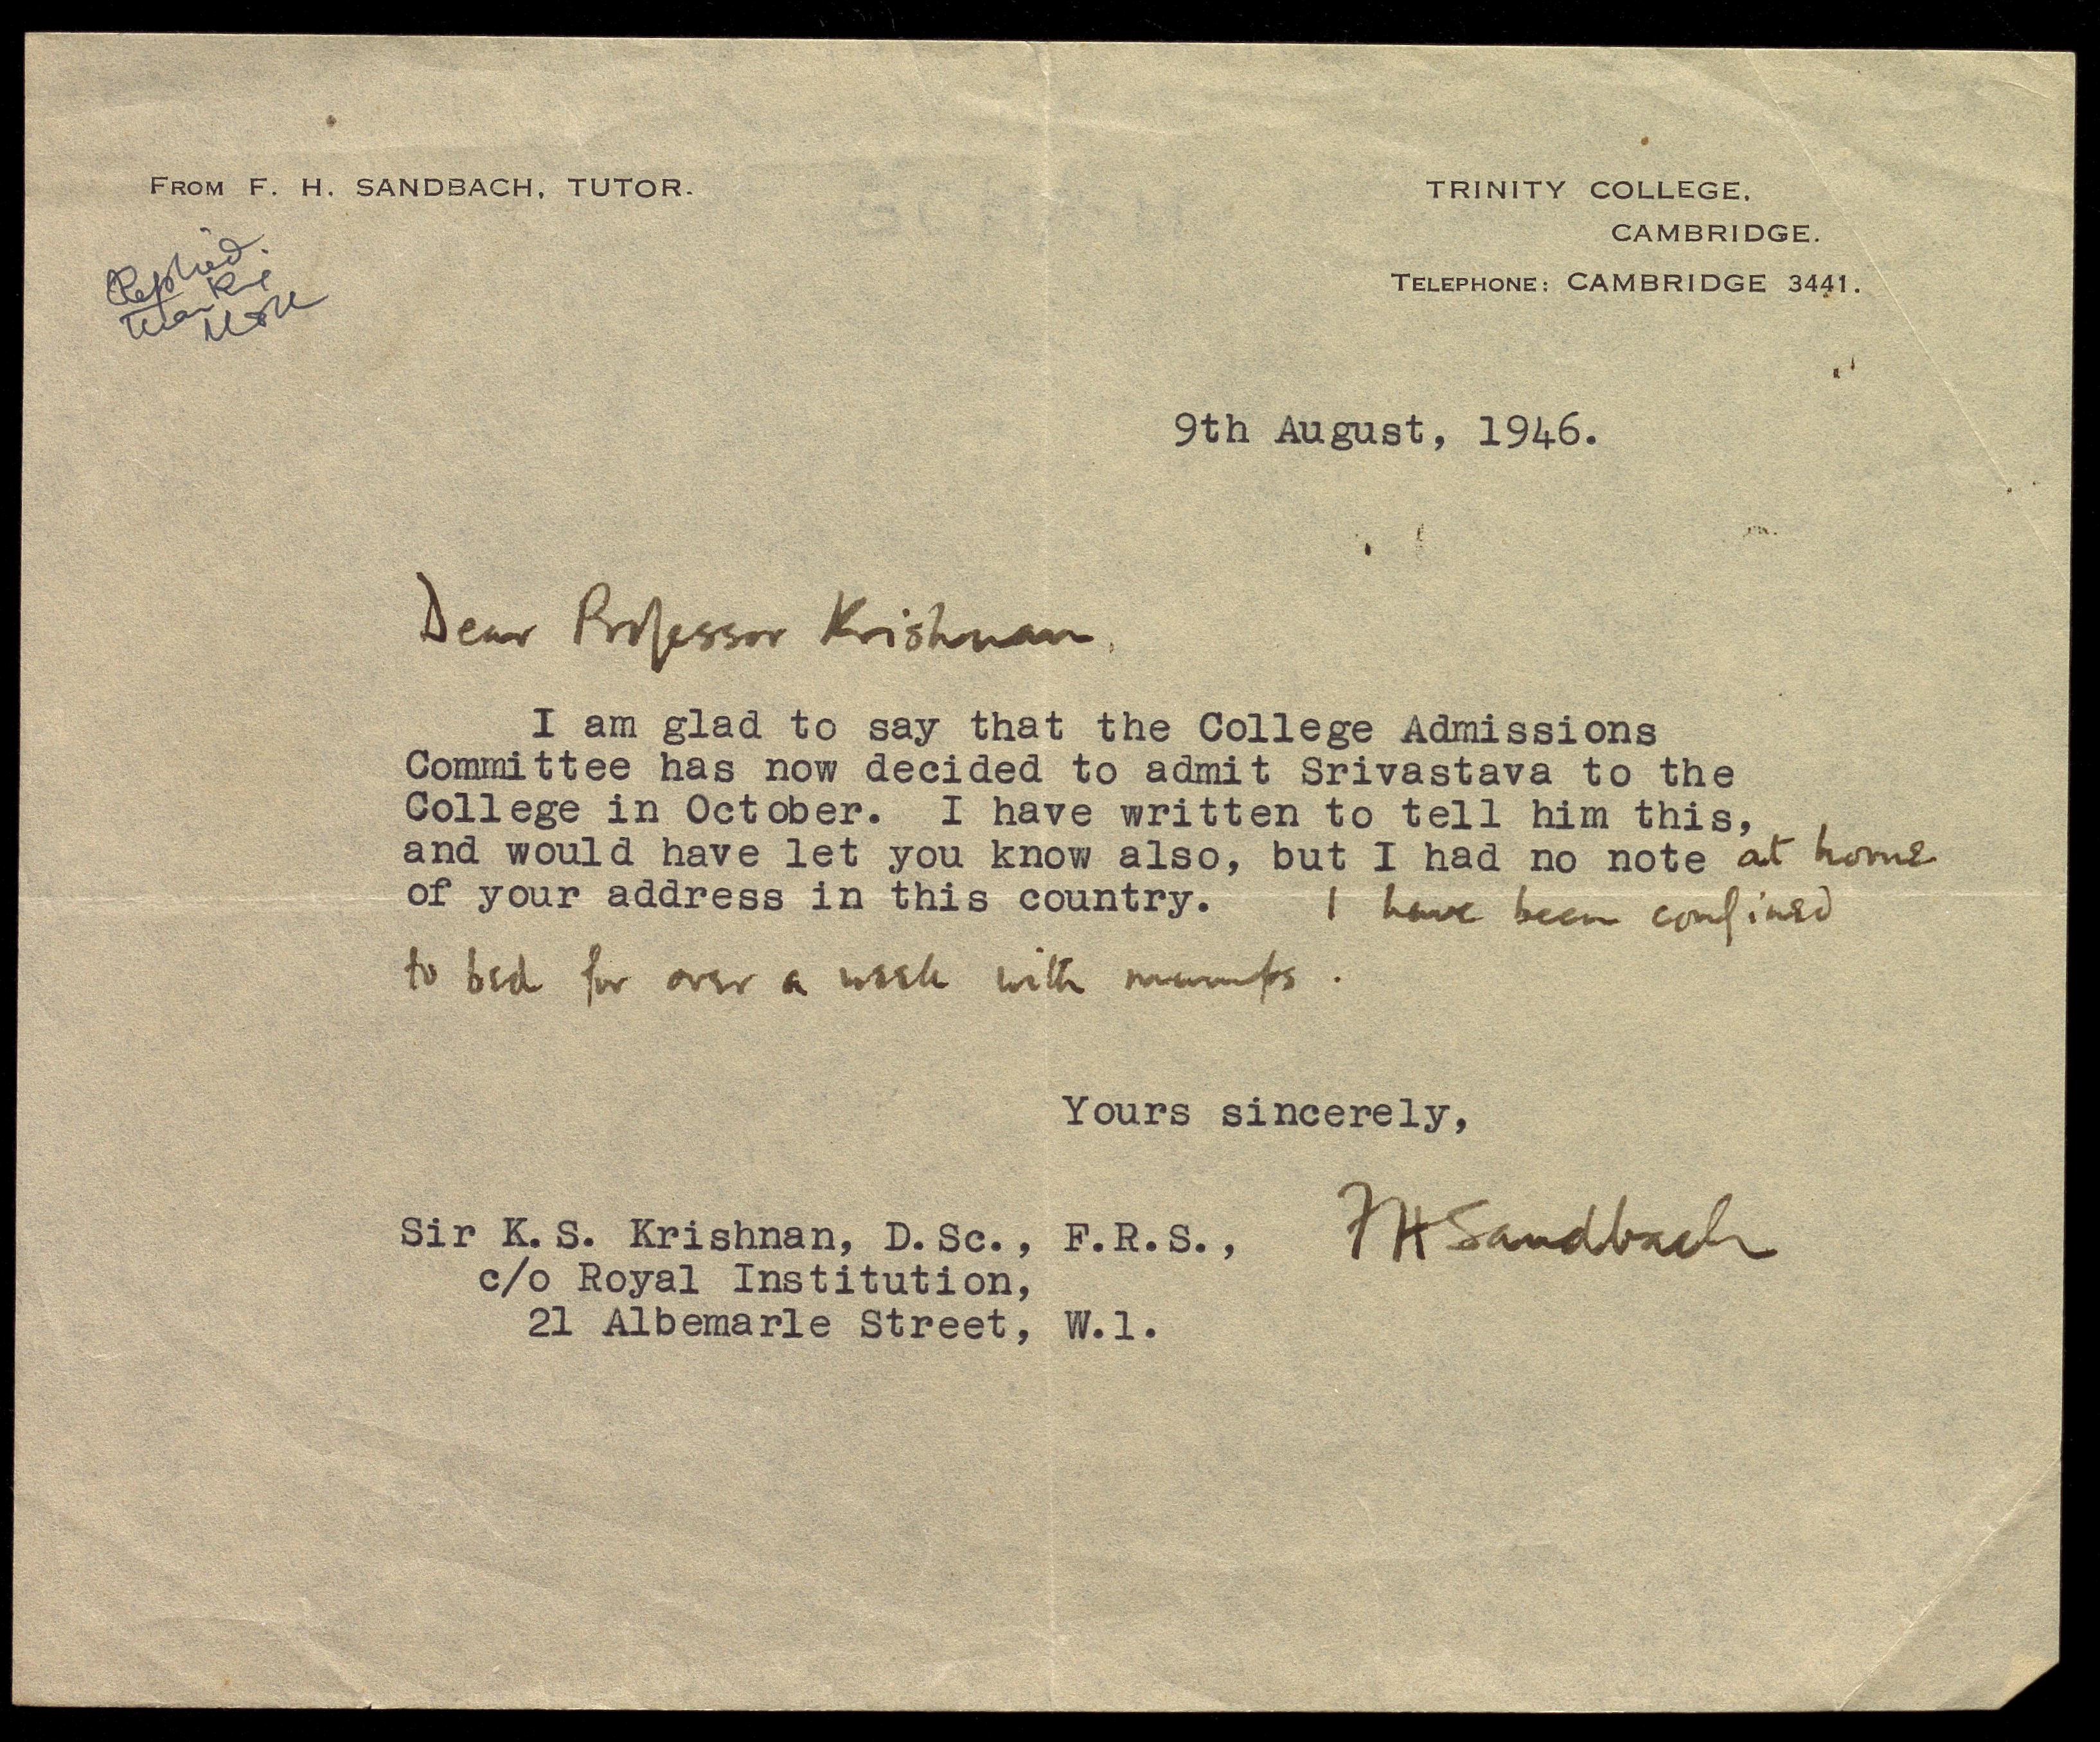 FROM F. H. SANDBACH, TUTOR.
TRINITY COLLEGE,
CAMBRIDGE.
TELEPHONE: CAMBRIDGE 3441.
Replied.
9th August, 1946.
Dear Professor Krishnan,
I am glad to say that the College Admissions
Committee has now decided to admit Srivastava to the
College in October. I have written to tell him this,
and would have let you know also, but I had no note at home
of your address in this country. I have been confined
to bed for over a week with mumps.
Yours sincerely,
FHSandbach
Sir K.S. Krishnan, D.Sc., F.R.S.,
c/o Royal Institution,
21 Albemarle Street, W.1.